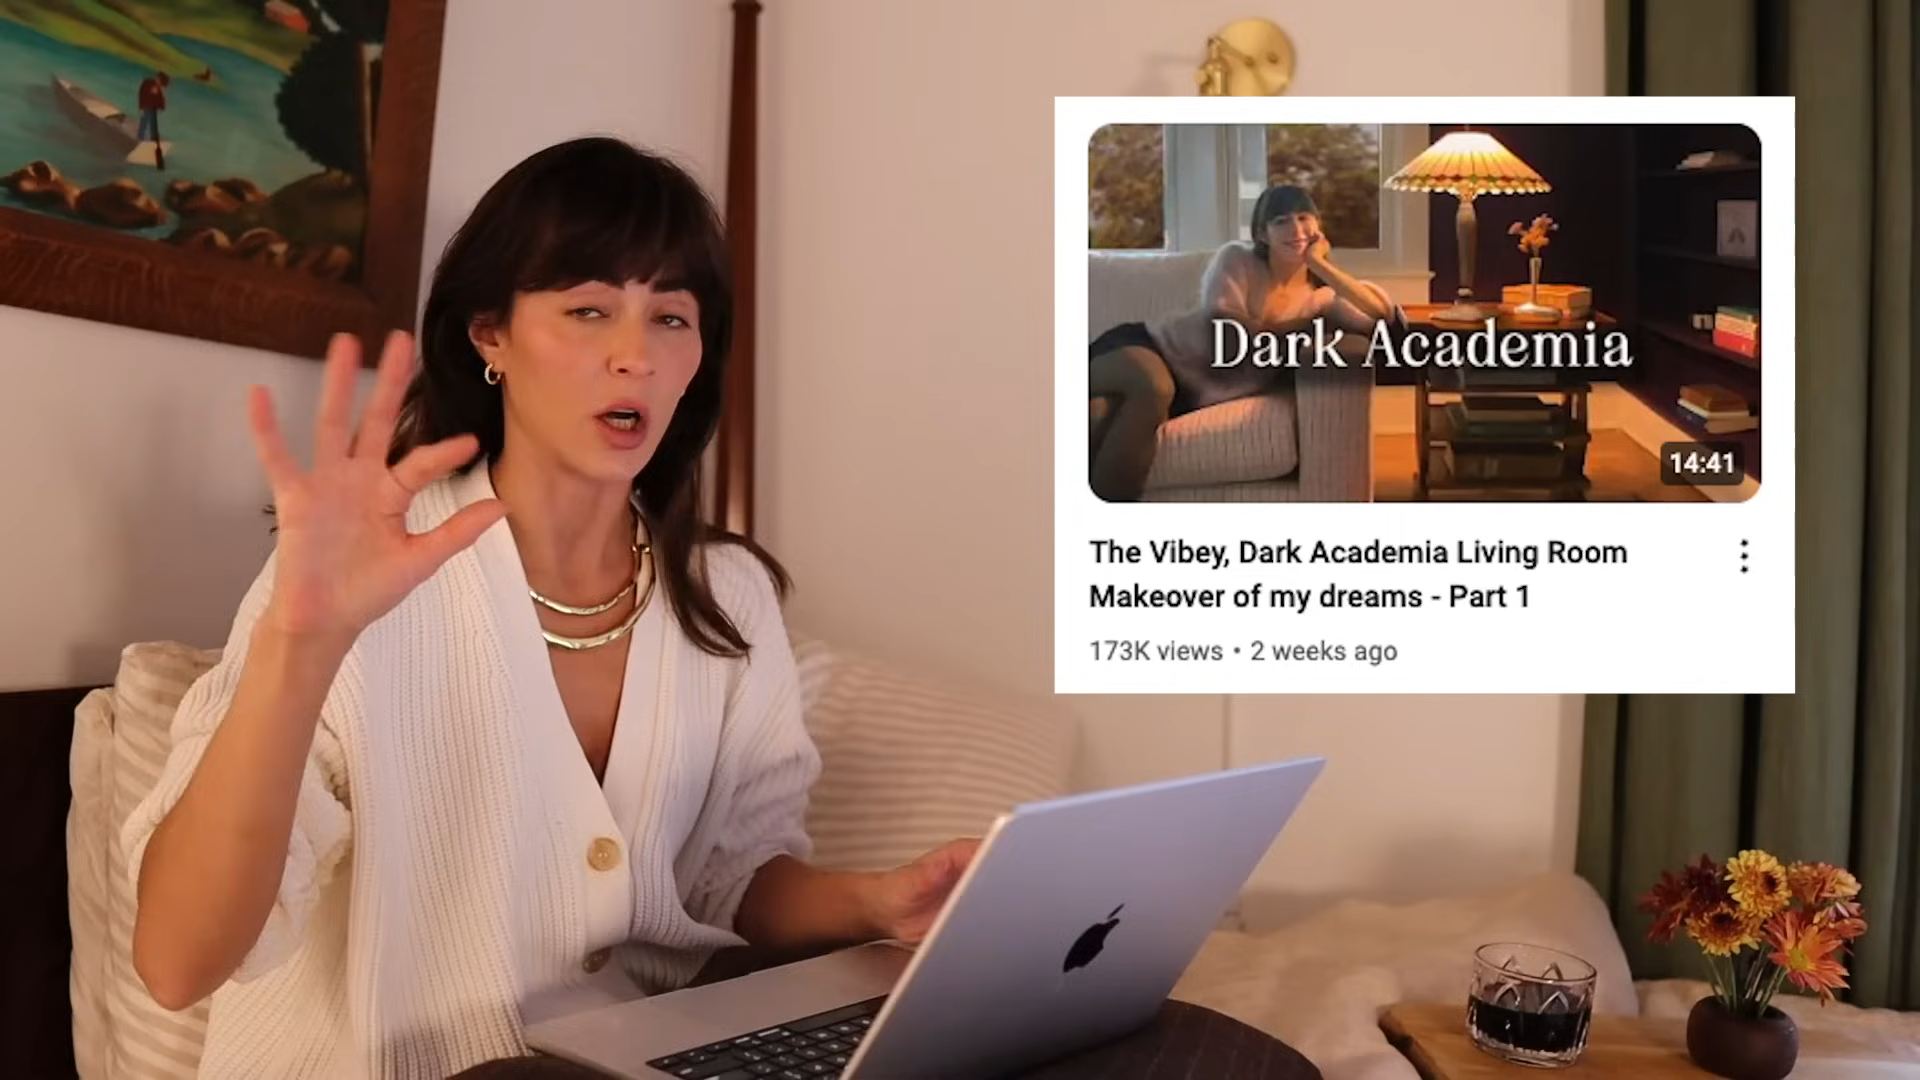 Dark Academia
14:41
The Vibey, Dark Academia Living Room
Makeover of my dreams - Part 1
173K views • 2 weeks ago